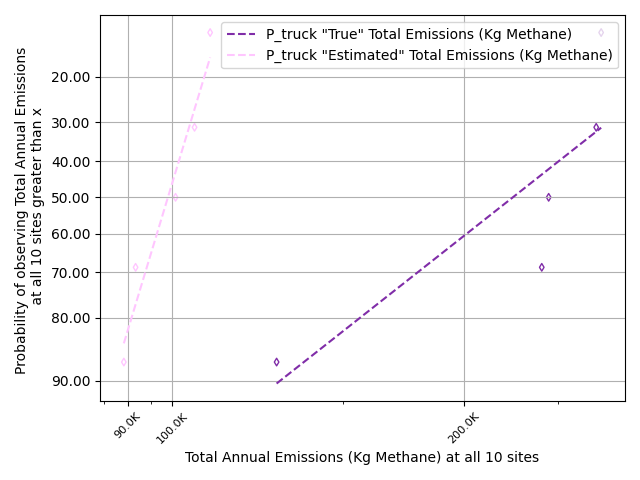 P_truck "True" Total Emissions (Kg Methane)
P_truck "Estimated" Total Emissions (Kg Methane)
Probability of observing Total Annual Emissions
at all 10 sites greater than x
20.00
30.00
40.00
50.00
60.00
70.00
80.00
90.00
90.0K
100.0K
200.0K
Total Annual Emissions (Kg Methane) at all 10 sites